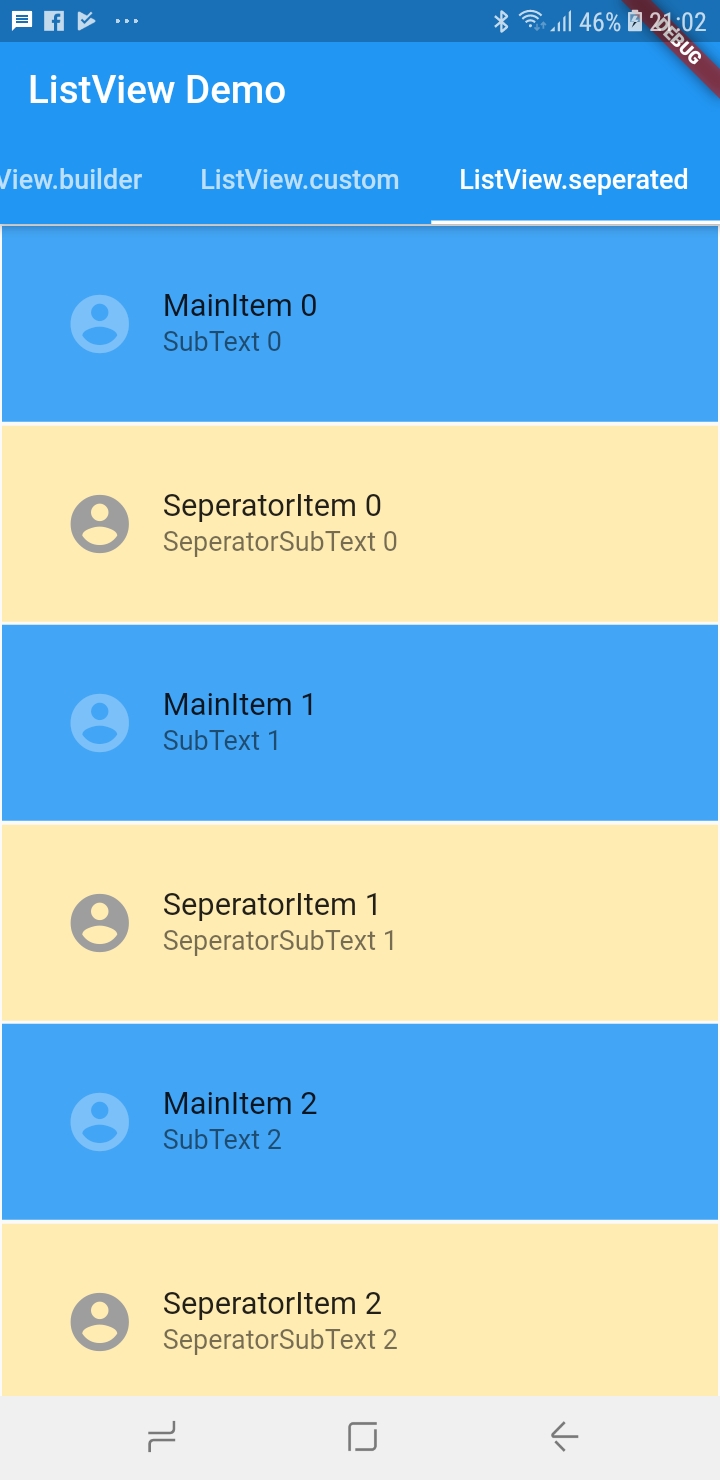 46% 21:02
DEBUG
ListView Demo
View.builder ListView.custom ListView.seperated
MainItem 0
SubText 0
SeperatorItem 0
SeperatorSubText 0
MainItem 1
SubText 1
SeperatorItem 1
SeperatorSubText 1
MainItem 2
SubText 2
SeperatorItem 2
SeperatorSubText 2